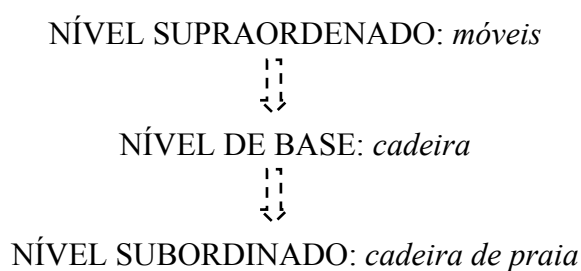 NÍVEL SUPRAORDENADO: móveis
NÍVEL DE BASE: cadeira
NÍVEL SUBORDINADO: cadeira de praia